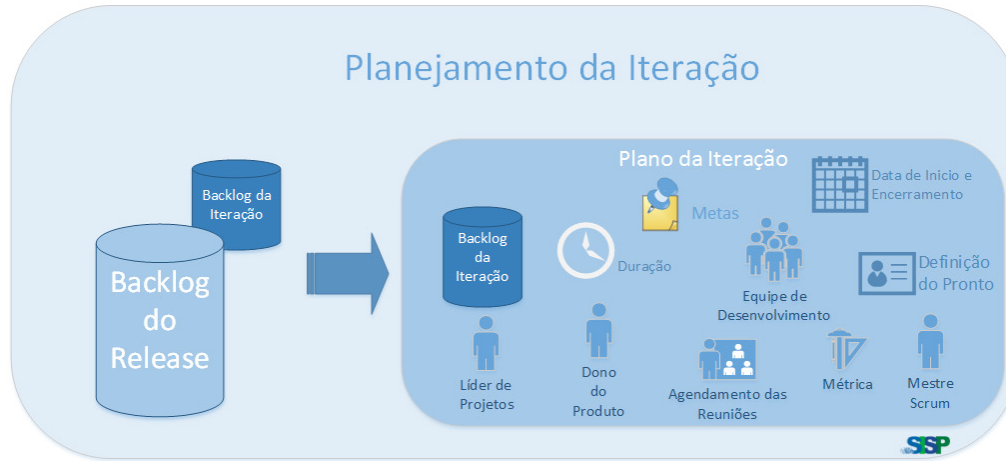 Planejamento da Iteração
Backlog da
Iteração
Backlog
do
Release
Plano da Iteração
Backlog
da
Iteração
Duração
Metas
Data de Inicio e
Encerramento
Equipe de
Desenvolvimento
Definição
do Pronto
Líder de
Projetos
Dono
do
Produto
Agendamento das
Reuniões
Métrica
Mestre
Scrum
SISP